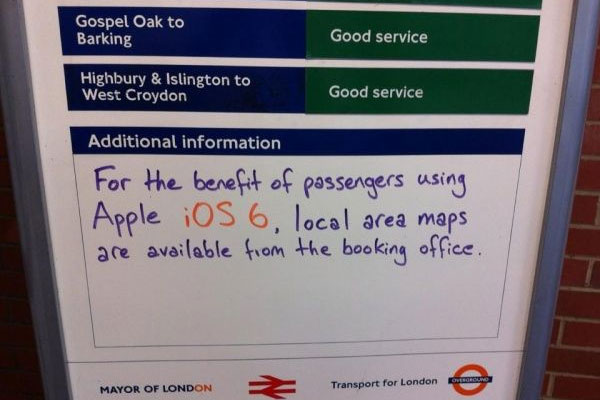 Gospel Oak to
Barking
Good service
Highbury & Islington to
West Croydon
Good service
Additional information
For the benefit of passengers using
Apple iOS 6, local area maps
are available from the booking office.
MAYOR OF LONDON
Transport for London
OVERGROUND